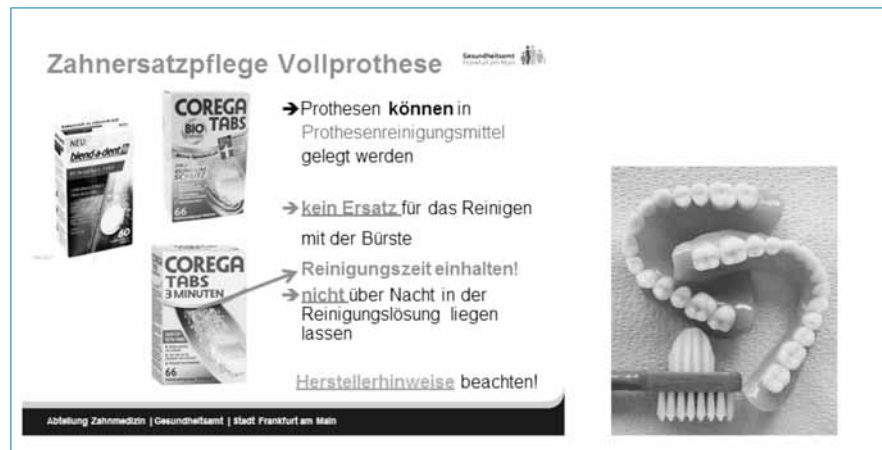 Zahnersatzpflege Vollprothese
Gesundheitsamt
Frankfurt am Main
➔Prothesen können in
Prothesenreinigungsmittel
gelegt werden
➔kein Ersatz für das Reinigen
mit der Bürste
Reinigungszeit einhalten!
➔nicht über Nacht in der
Reinigungslösung liegen
lassen
Herstellerhinweise beachten!
NEU:
blend-a-dent
60
COREGA
TABS
BIO
66
COREGA
TABS
3 MINUTEN
66
Abteilung Zahnmedizin | Gesundheitsamt | Stadt Frankfurt am Main